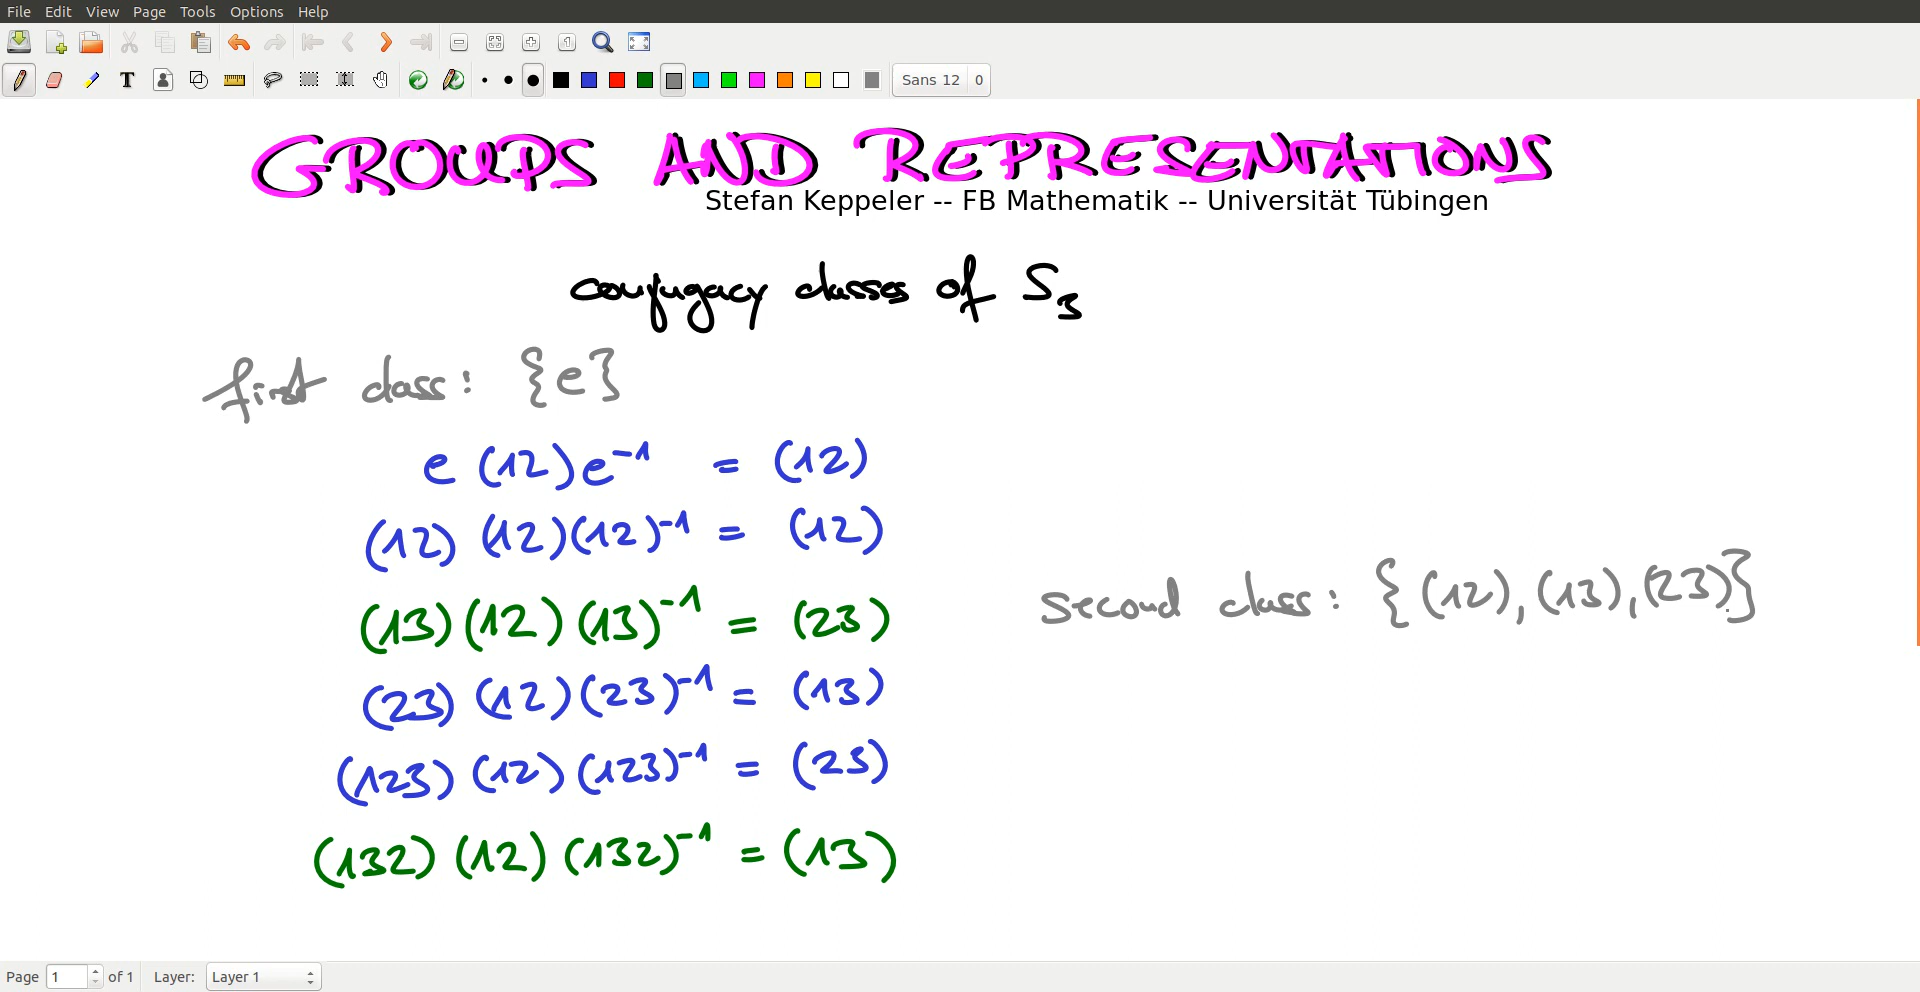 File Edit View Page Tools Options Help
Sans 12 0
GROUPS AND REPRESENTATIONS
Stefan Keppeler -- FB Mathematik -- Universität Tübingen
conjugacy classes of S₃
first class: {e}
e (12) e⁻¹ = (12)
(12) (12) (12)⁻¹ = (12)
(13) (12) (13)⁻¹ = (23)
second class: {(12), (13), (23)}
(23) (12) (23)⁻¹ = (13)
(123) (12) (123)⁻¹ = (23)
(132) (12) (132)⁻¹ = (13)
Page 1 of 1 Layer: Layer 1